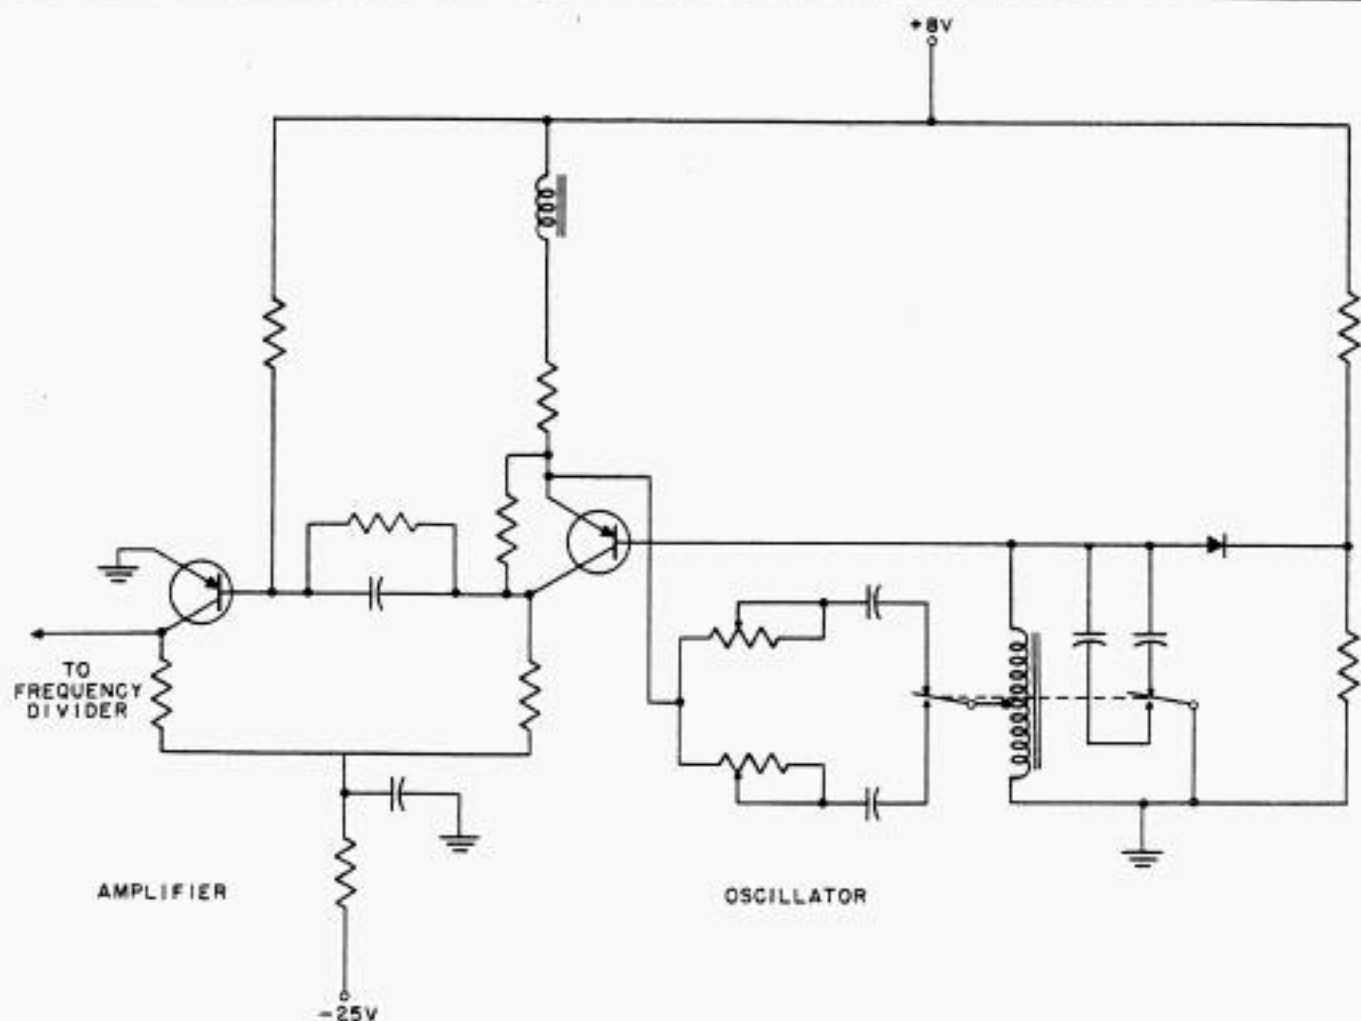 +8V
TO
FREQUENCY
DIVIDER
AMPLIFIER
OSCILLATOR
-25V